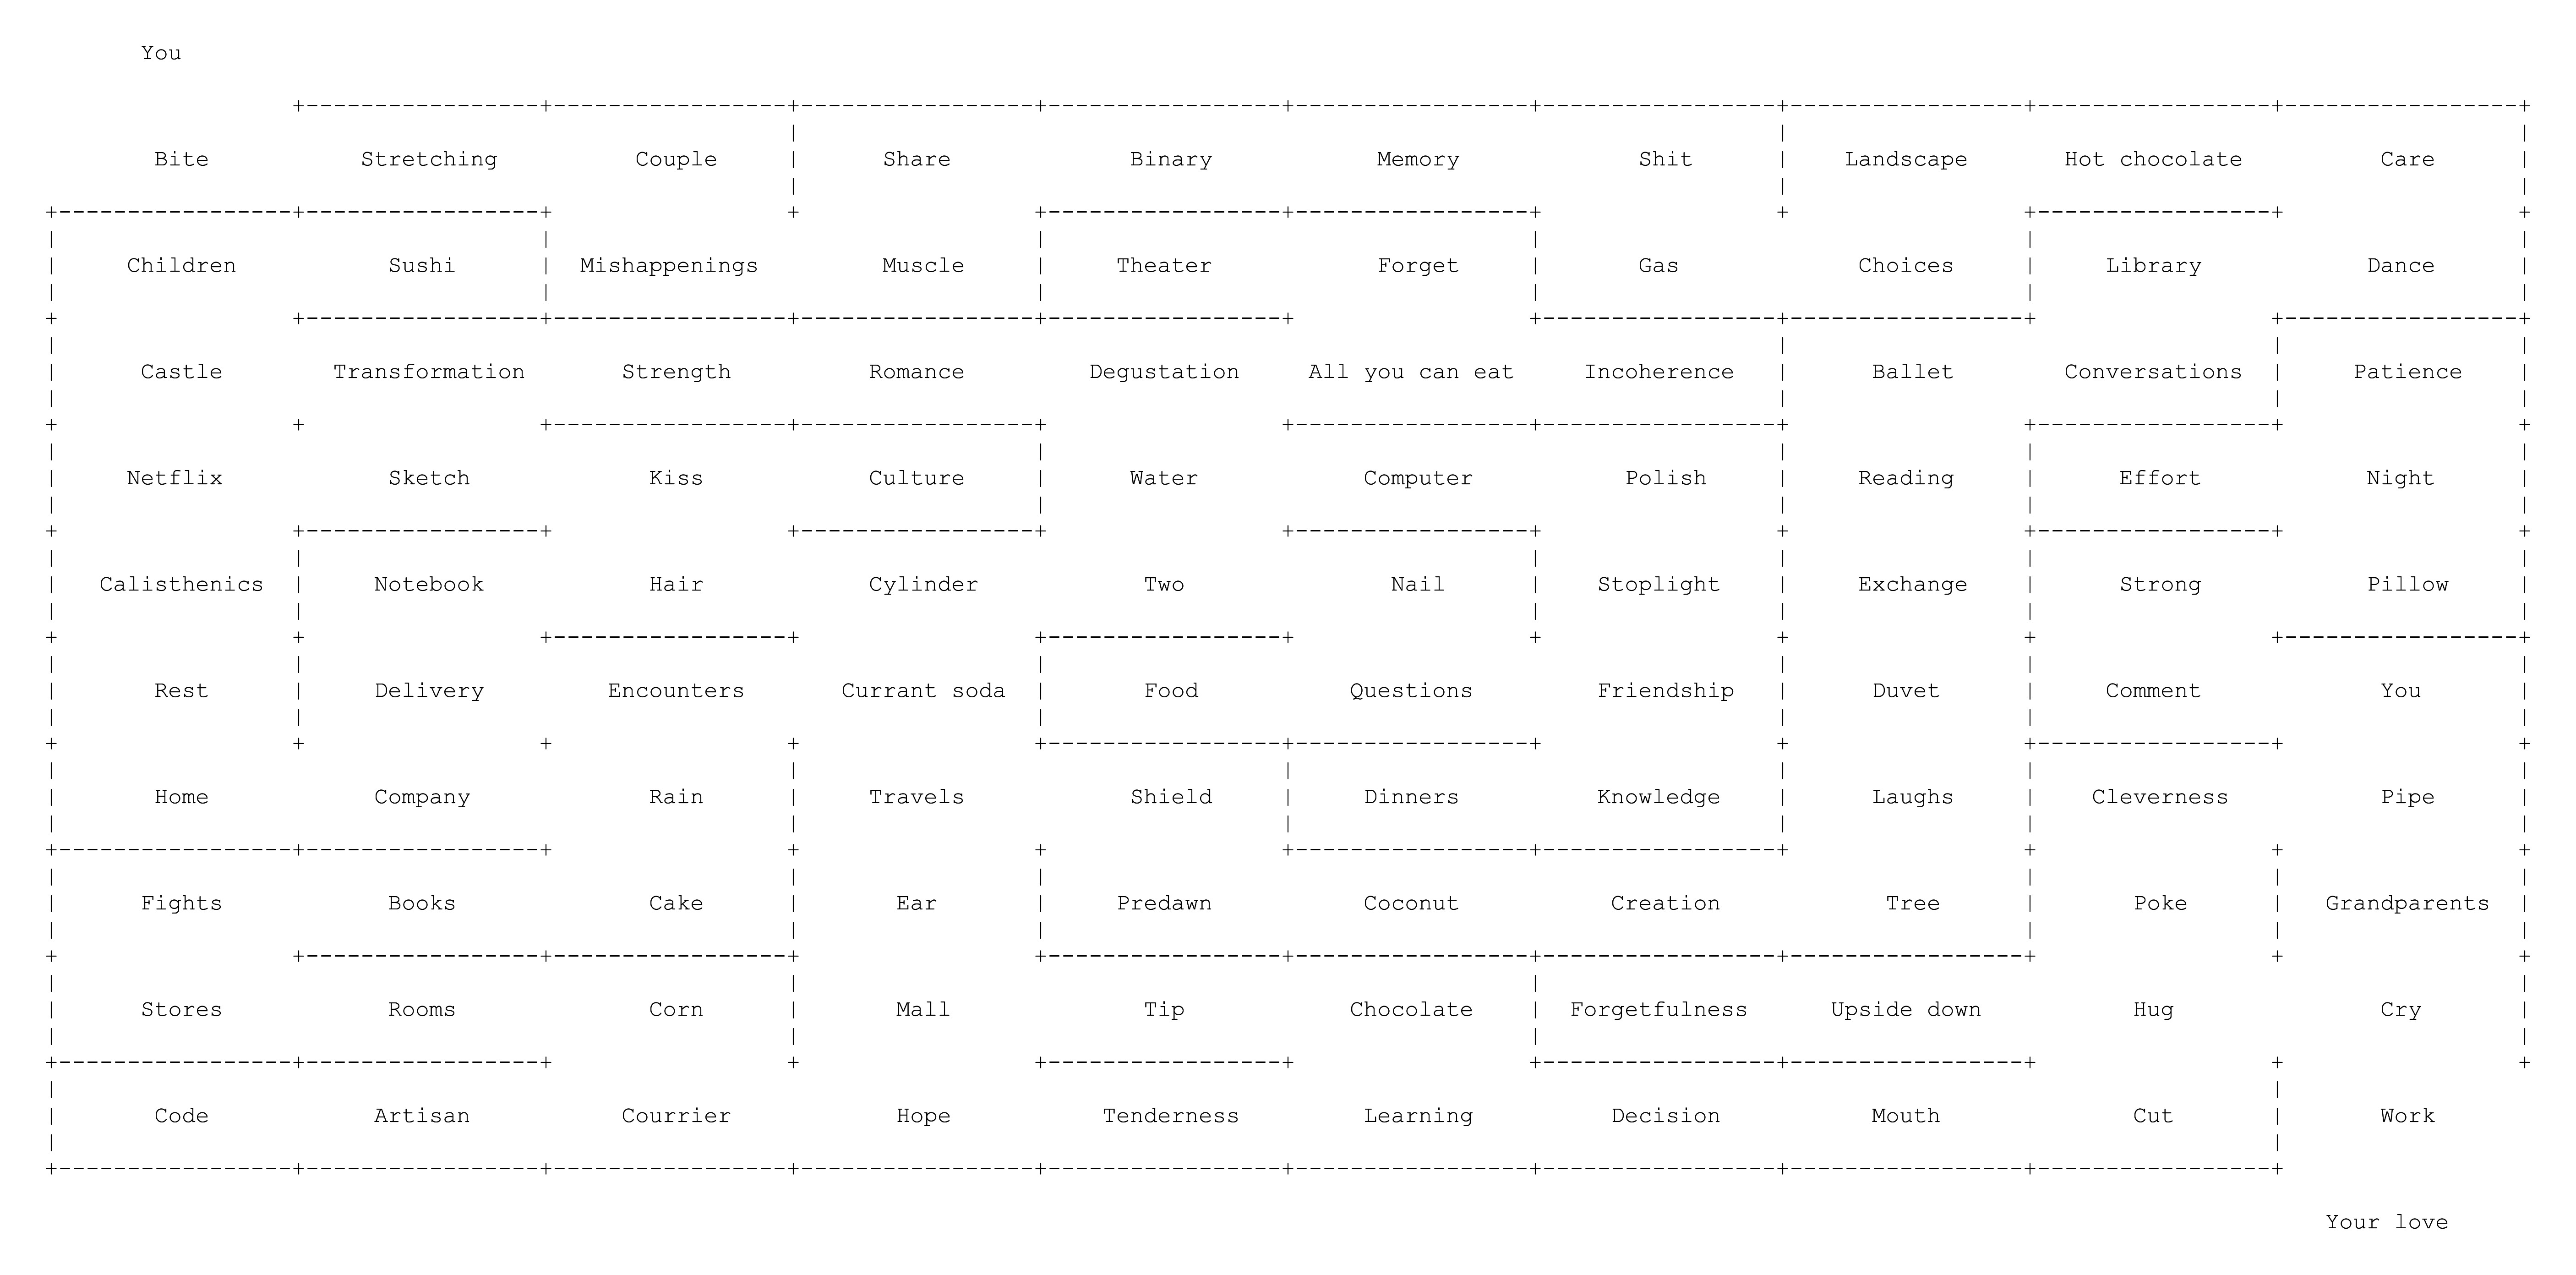 You
Bite Stretching Couple Share Binary Memory Shit Landscape Hot chocolate Care
Children Sushi Mishappenings Muscle Theater Forget Gas Choices Library Dance
Castle Transformation Strength Romance Degustation All you can eat Incoherence Ballet Conversations Patience
Netflix Sketch Kiss Culture Water Computer Polish Reading Effort Night
Calisthenics Notebook Hair Cylinder Two Nail Stoplight Exchange Strong Pillow
Rest Delivery Encounters Currant soda Food Questions Friendship Duvet Comment You
Home Company Rain Travels Shield Dinners Knowledge Laughs Cleverness Pipe
Fights Books Cake Ear Predawn Coconut Creation Tree Poke Grandparents
Stores Rooms Corn Mall Tip Chocolate Forgetfulness Upside down Hug Cry
Code Artisan Courrier Hope Tenderness Learning Decision Mouth Cut Work
Your love